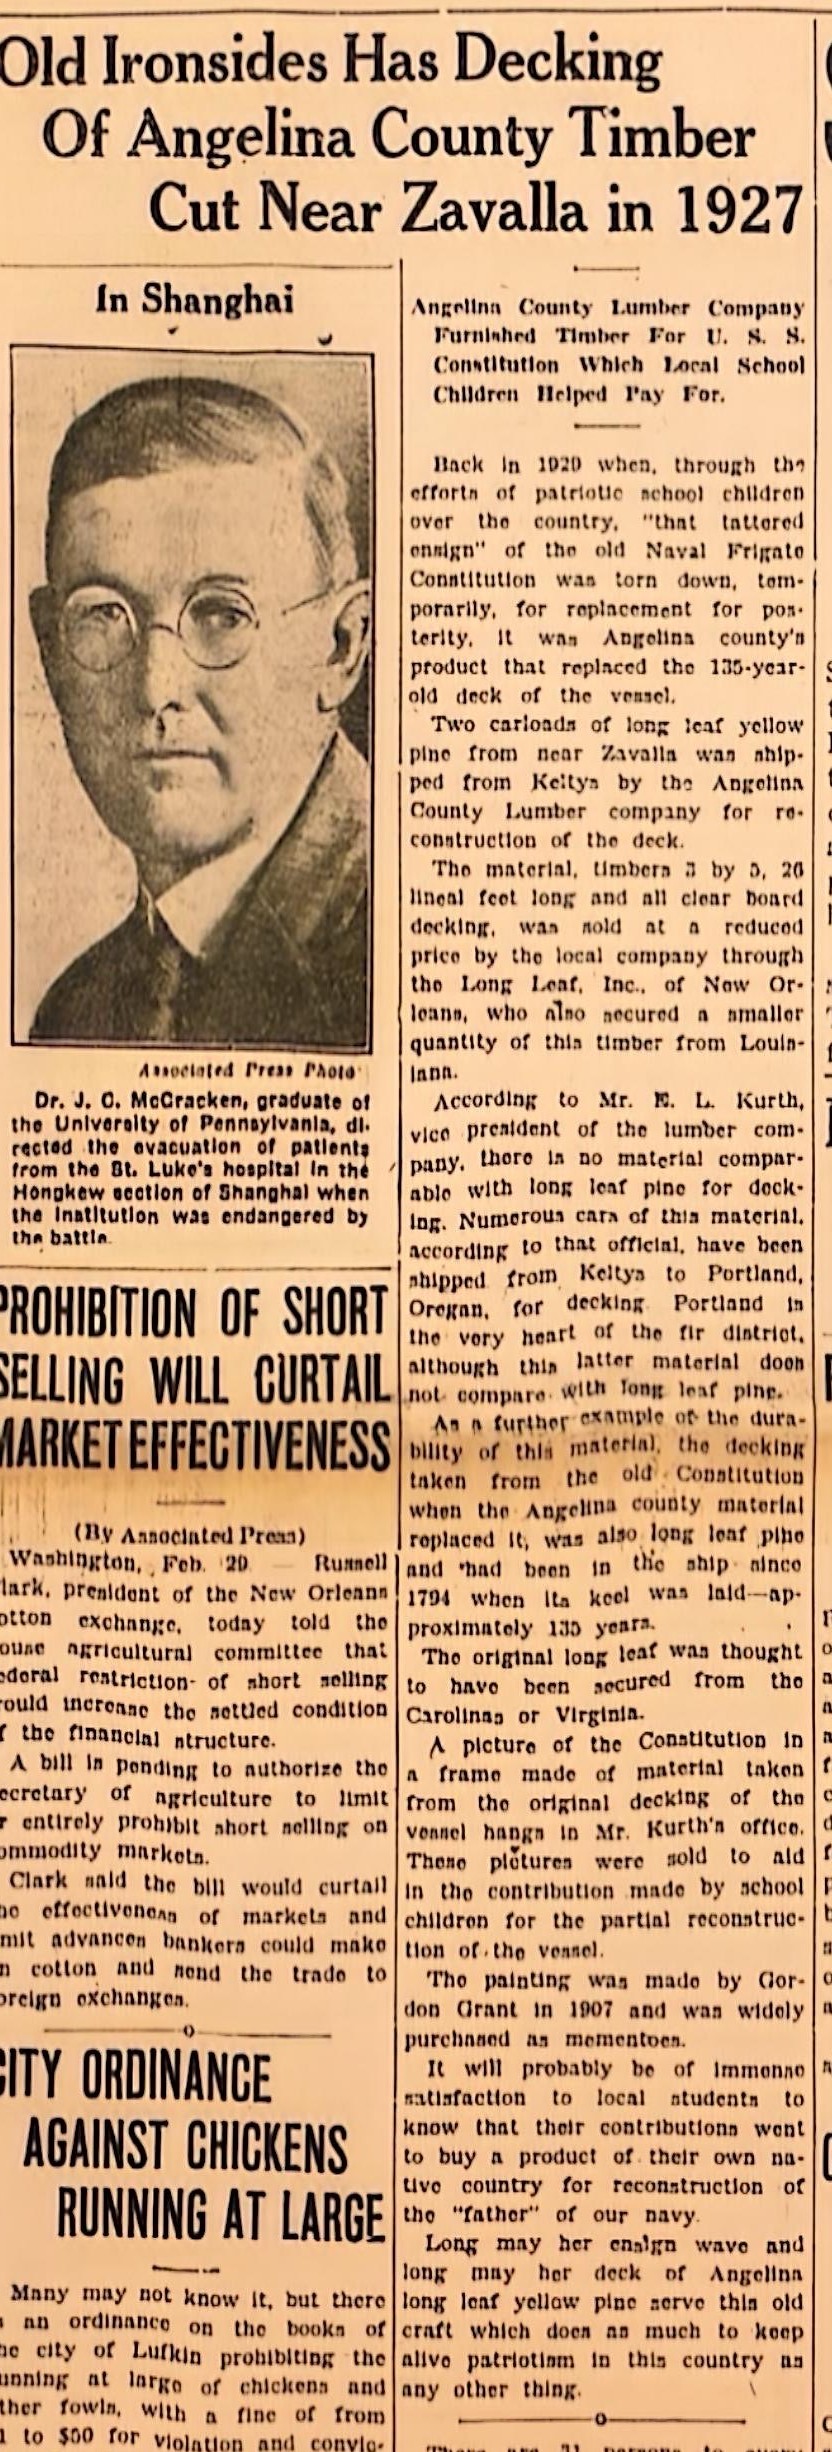 Old Ironsides Has Decking
Of Angelina County Timber
Cut Near Zavalla in 1927
In Shanghai
Associated Press Photo
Dr. J. C. McCracken, graduate of
the University of Pennsylvania, di-
rected the evacuation of patients
from the St. Luke's hospital in the
Hongkew section of Shanghai when
the institution was endangered by
the battle.
PROHIBITION OF SHORT
SELLING WILL CURTAIL
MARKET EFFECTIVENESS
(By Associated Press)
Washington, Feb. 29 — Russell
lark, president of the New Orleans
otton exchange, today told the
ouse agricultural committee that
ederal restriction of short selling
ould increase the settled condition
f the financial structure.
A bill is pending to authorize the
ecretary of agriculture to limit
r entirely prohibit short selling on
ommodity markets.
Clark said the bill would curtail
he effectiveness of markets and
mit advances bankers could make
n cotton and send the trade to
oreign exchanges.
CITY ORDINANCE
AGAINST CHICKENS
RUNNING AT LARGE
Many may not know it, but there
an ordinance on the books of
he city of Lufkin prohibiting the
unning at large of chickens and
ther fowls, with a fine of from
1 to $50 for violation and convic-
Angelina County Lumber Company
Furnished Timber For U. S. S.
Constitution Which Local School
Children Helped Pay For.
Back in 1929 when, through the
efforts of patriotic school children
over the country, "that tattered
ensign" of the old Naval Frigate
Constitution was torn down, tem-
porarily, for replacement for pos-
terity, it was Angelina county's
product that replaced the 135-year-
old deck of the vessel.
Two carloads of long leaf yellow
pine from near Zavalla was ship-
ped from Keltys by the Angelina
County Lumber company for re-
construction of the deck.
The material, timbers 3 by 5, 26
lineal feet long and all clear board
decking, was sold at a reduced
price by the local company through
the Long Leaf, Inc., of New Or-
leans, who also secured a smaller
quantity of this timber from Louis-
iana.
According to Mr. E. L. Kurth,
vice president of the lumber com-
pany, there is no material compar-
able with long leaf pine for deck-
ing. Numerous cars of this material,
according to that official, have been
shipped from Keltys to Portland,
Oregan, for decking. Portland is
the very heart of the fir district,
although this latter material does
not compare with long leaf pine.
As a further example of the dura-
bility of this material, the decking
taken from the old Constitution
when the Angelina county material
replaced it, was also long leaf pine
and had been in the ship since
1794 when its keel was laid—ap-
proximately 135 years.
The original long leaf was thought
to have been secured from the
Carolinas or Virginia.
A picture of the Constitution in
a frame made of material taken
from the original decking of the
vessel hangs in Mr. Kurth's office.
These pictures were sold to aid
in the contribution made by school
children for the partial reconstruc-
tion of the vessel.
The painting was made by Gor-
don Grant in 1907 and was widely
purchased as mementoes.
It will probably be of immense
satisfaction to local students to
know that their contributions went
to buy a product of their own na-
tive country for reconstruction of
the "father" of our navy.
Long may her ensign wave and
long may her deck of Angelina
long leaf yellow pine serve this old
craft which does as much to keep
alive patriotism in this country as
any other thing.